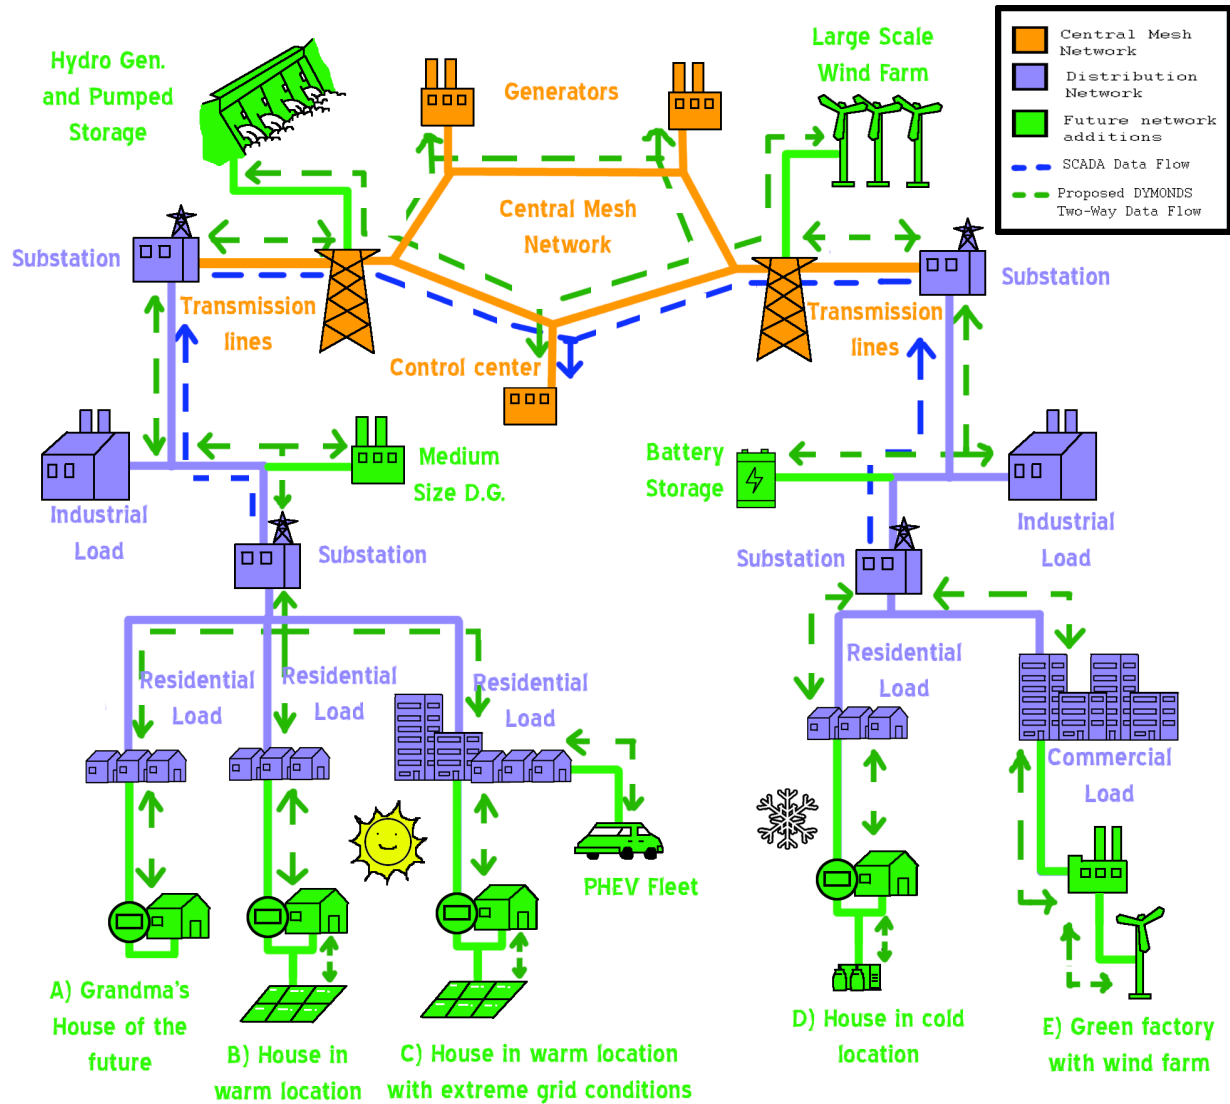 Hydro Gen.
and Pumped
Storage
Generators
Large Scale
Wind Farm
Central Mesh
Network
Distribution
Network
Future network
additions
SCADA Data Flow
Proposed DYMONDS
Two-Way Data Flow
Central Mesh
Network
Substation
Transmission
lines
Control center
Transmission
lines
Substation
Industrial
Load
Medium
Size D.G.
Battery
Storage
Industrial
Load
Substation
Substation
Residential
Load
Residential
Load
Residential
Load
Residential
Load
Commercial
Load
PHEV Fleet
A) Grandma's
House of the
future
B) House in
warm location
C) House in warm location
with extreme grid conditions
D) House in cold
location
E) Green factory
with wind farm